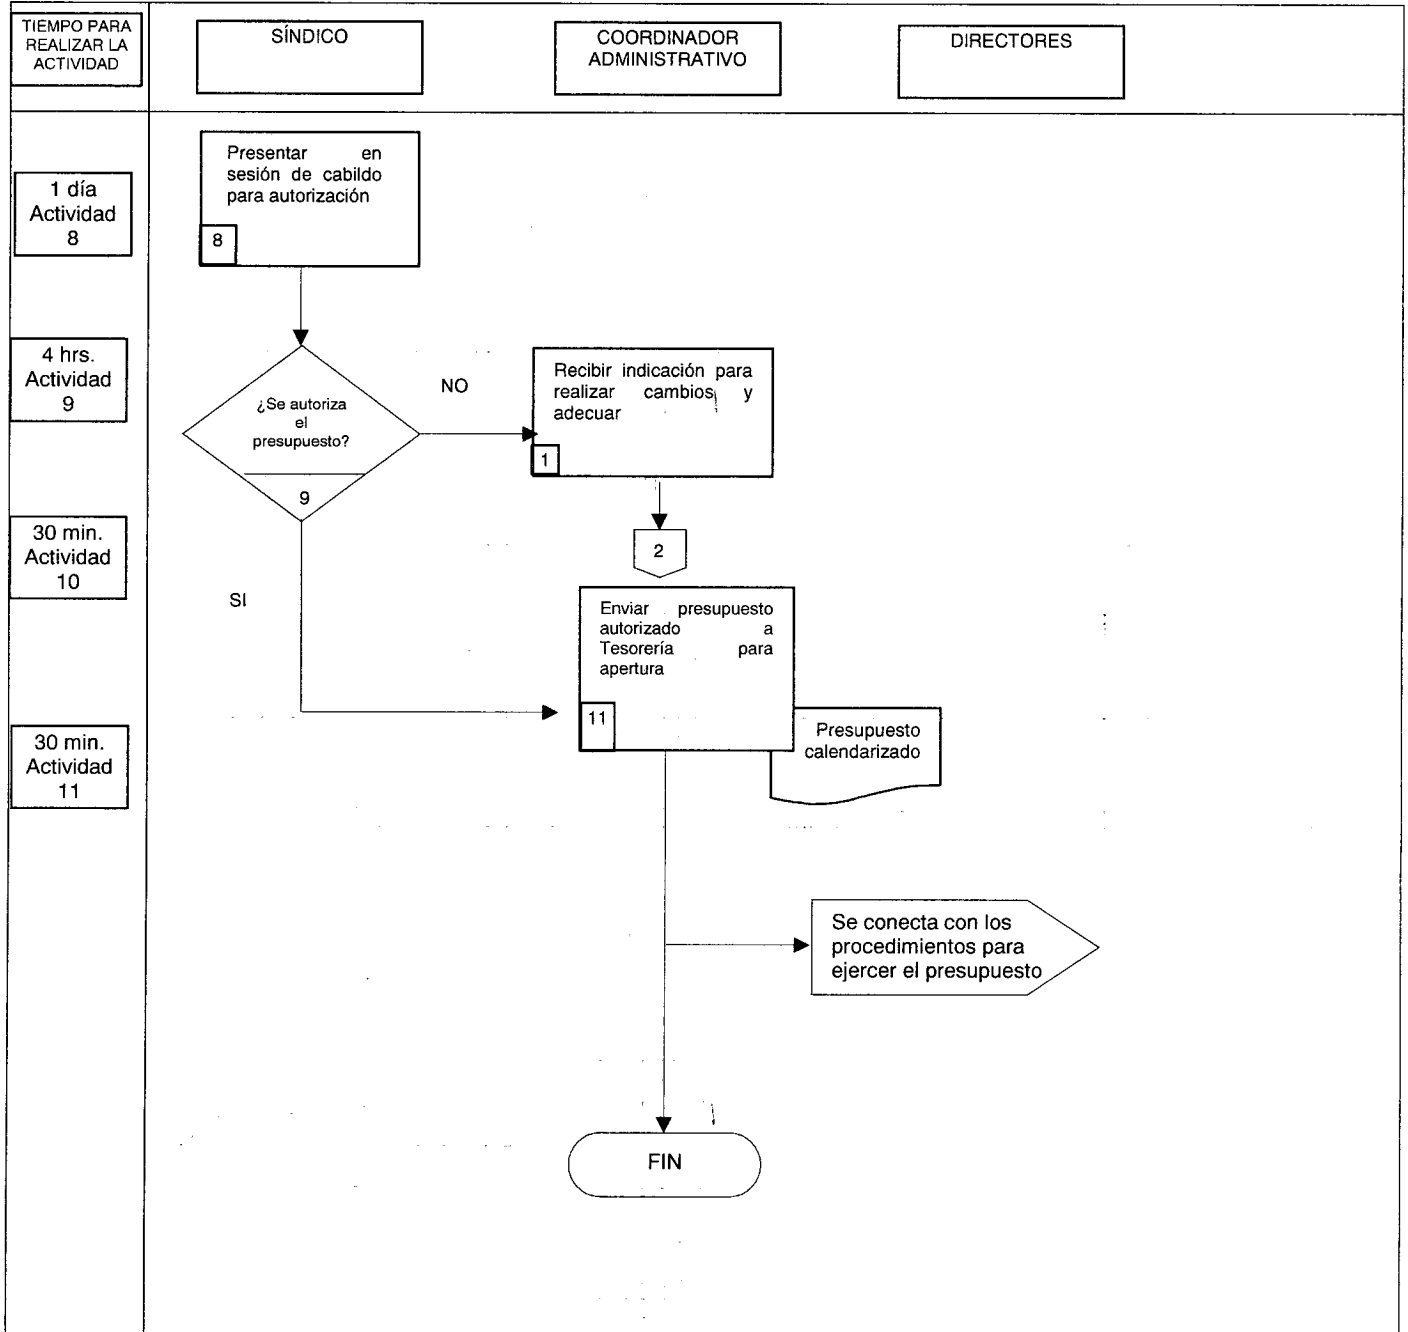 TIEMPO PARA
REALIZAR LA
ACTIVIDAD
SÍNDICO
COORDINADOR
ADMINISTRATIVO
DIRECTORES
Presentar en
sesión de cabildo
para autorización
8
1 día
Actividad
8
4 hrs.
Actividad
9
¿Se autoriza
el
presupuesto?
9
NO
Recibir indicación para
realizar cambios y
adecuar
1
2
30 min.
Actividad
10
SI
Enviar presupuesto
autorizado a
Tesorería para
apertura
11
Presupuesto
calendarizado
30 min.
Actividad
11
Se conecta con los
procedimientos para
ejercer el presupuesto
FIN